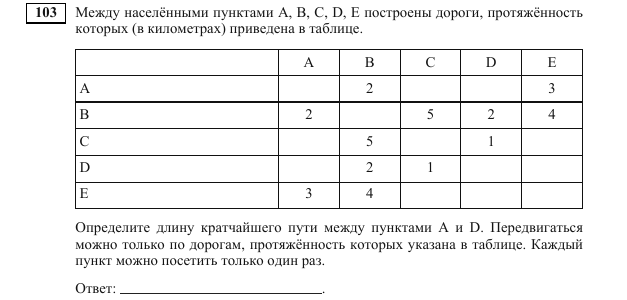 103 Между населёнными пунктами A, B, C, D, E построены дороги, протяжённость
которых (в километрах) приведена в таблице.
A B C D E
A 2 3
B 2 5 2 4
C 5 1
D 2 1
E 3 4
Определите длину кратчайшего пути между пунктами A и D. Передвигаться
можно только по дорогам, протяжённость которых указана в таблице. Каждый
пункт можно посетить только один раз.
Ответ: .